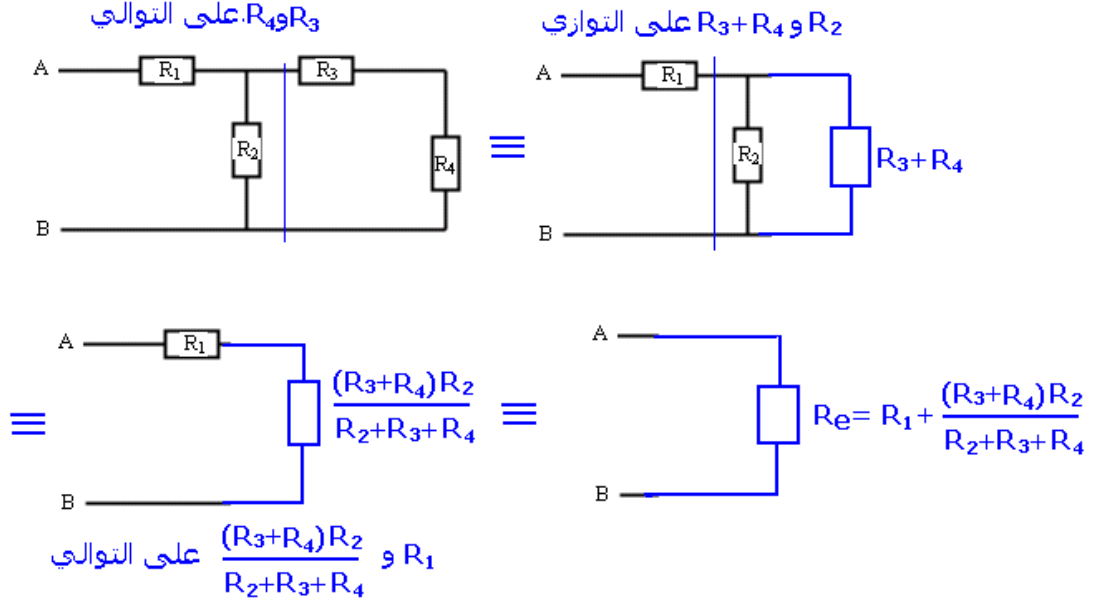 R₃ وR₄.على التوالي
A
R₁
R₃
R₂
R₄
B
R₂ و R₃+R₄ على التوازي
A
R₁
R₂
R₃+R₄
B
≡
A
R₁
(R₃+R₄)R₂
R₂+R₃+R₄
B
≡
R₁ و (R₃+R₄)R₂ / R₂+R₃+R₄ على التوالي
≡
A
Re= R₁+ (R₃+R₄)R₂ / R₂+R₃+R₄
B